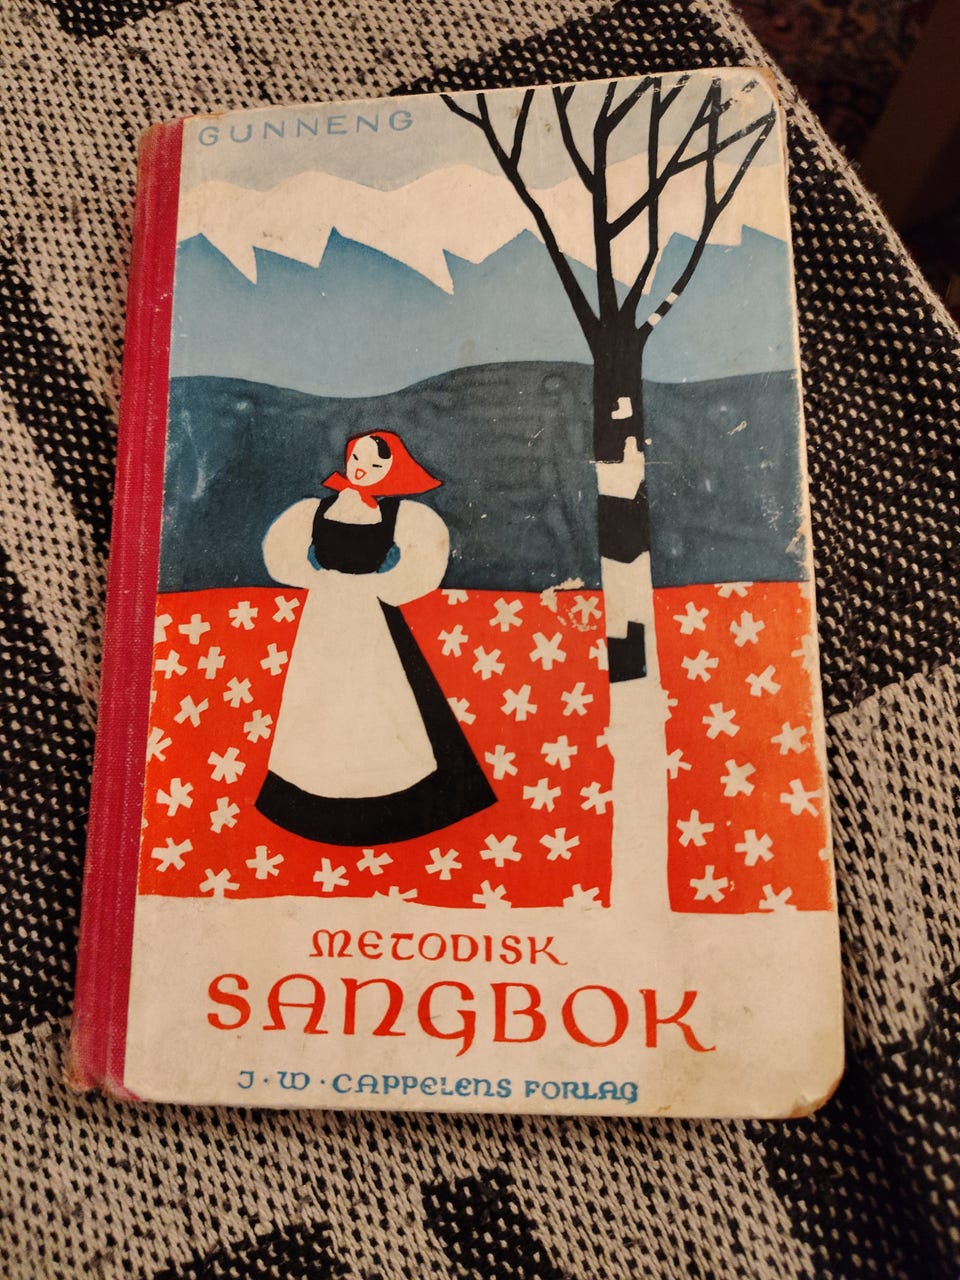 GUNNENG
METODISK
SANGBOK
J · W · CAPPELENS FORLAG